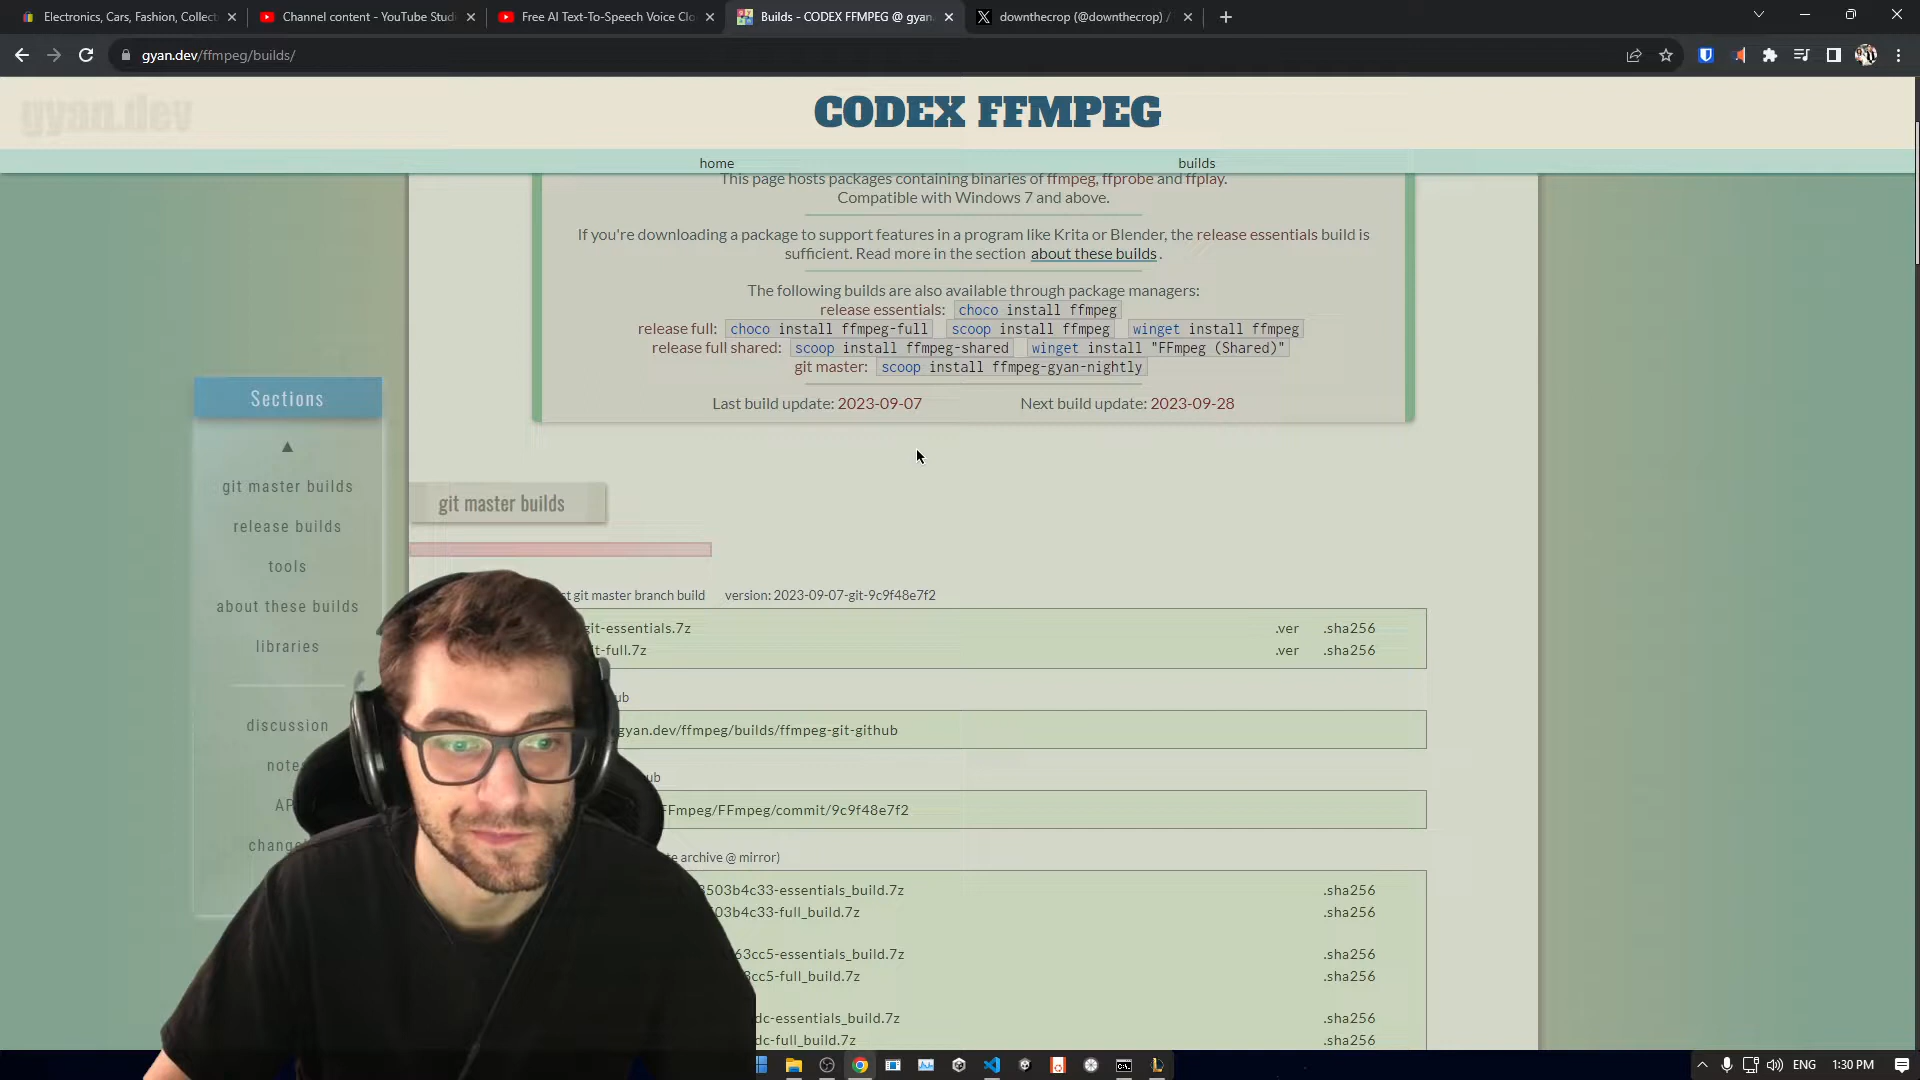 Electronics, Cars, Fashion, Collect
Channel content - YouTube Studi
Free AI Text-To-Speech Voice Clo
Builds - CODEX FFMPEG @ gyan.
downthecrop (@downthecrop) /
gyan.dev/ffmpeg/builds/
gyan.dev
CODEX FFMPEG
home
builds
This page hosts packages containing binaries of ffmpeg, ffprobe and ffplay.
Compatible with Windows 7 and above.
If you're downloading a package to support features in a program like Krita or Blender, the release essentials build is
sufficient. Read more in the section about these builds.
The following builds are also available through package managers:
release essentials: choco install ffmpeg
release full: choco install ffmpeg-full scoop install ffmpeg winget install ffmpeg
release full shared: scoop install ffmpeg-shared winget install "FFmpeg (Shared)"
git master: scoop install ffmpeg-gyan-nightly
Last build update: 2023-09-07 Next build update: 2023-09-28
Sections
▲
git master builds
release builds
tools
about these builds
libraries
discussion
notes
AP
change
git master builds
git master branch build version: 2023-09-07-git-9c9f48e7f2
git-essentials.7z .ver .sha256
t-full.7z .ver .sha256
ub
gyan.dev/ffmpeg/builds/ffmpeg-git-github
ub
FFmpeg/FFmpeg/commit/9c9f48e7f2
archive @ mirror)
503b4c33-essentials_build.7z .sha256
03b4c33-full_build.7z .sha256
63cc5-essentials_build.7z .sha256
3cc5-full_build.7z .sha256
dc-essentials_build.7z .sha256
dc-full_build.7z .sha256
ENG 1:30 PM